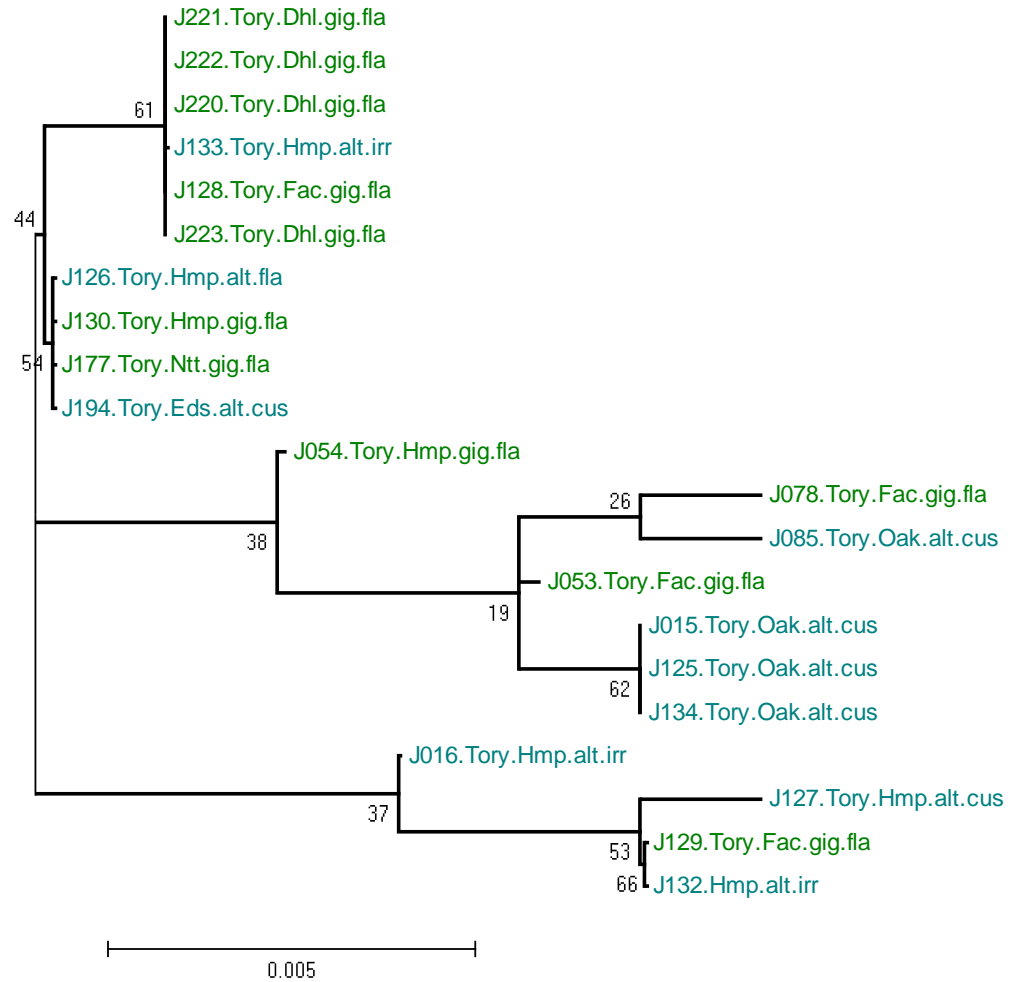 J221.Tory.Dhl.gig.fla
J222.Tory.Dhl.gig.fla
61
J220.Tory.Dhl.gig.fla
J133.Tory.Hmp.alt.irr
J128.Tory.Fac.gig.fla
44
J223.Tory.Dhl.gig.fla
J126.Tory.Hmp.alt.fla
J130.Tory.Hmp.gig.fla
54
J177.Tory.Ntt.gig.fla
J194.Tory.Eds.alt.cus
J054.Tory.Hmp.gig.fla
26
J078.Tory.Fac.gig.fla
38
J085.Tory.Oak.alt.cus
J053.Tory.Fac.gig.fla
19
J015.Tory.Oak.alt.cus
J125.Tory.Oak.alt.cus
62
J134.Tory.Oak.alt.cus
J016.Tory.Hmp.alt.irr
37
J127.Tory.Hmp.alt.cus
53
J129.Tory.Fac.gig.fla
66
J132.Hmp.alt.irr
0.005